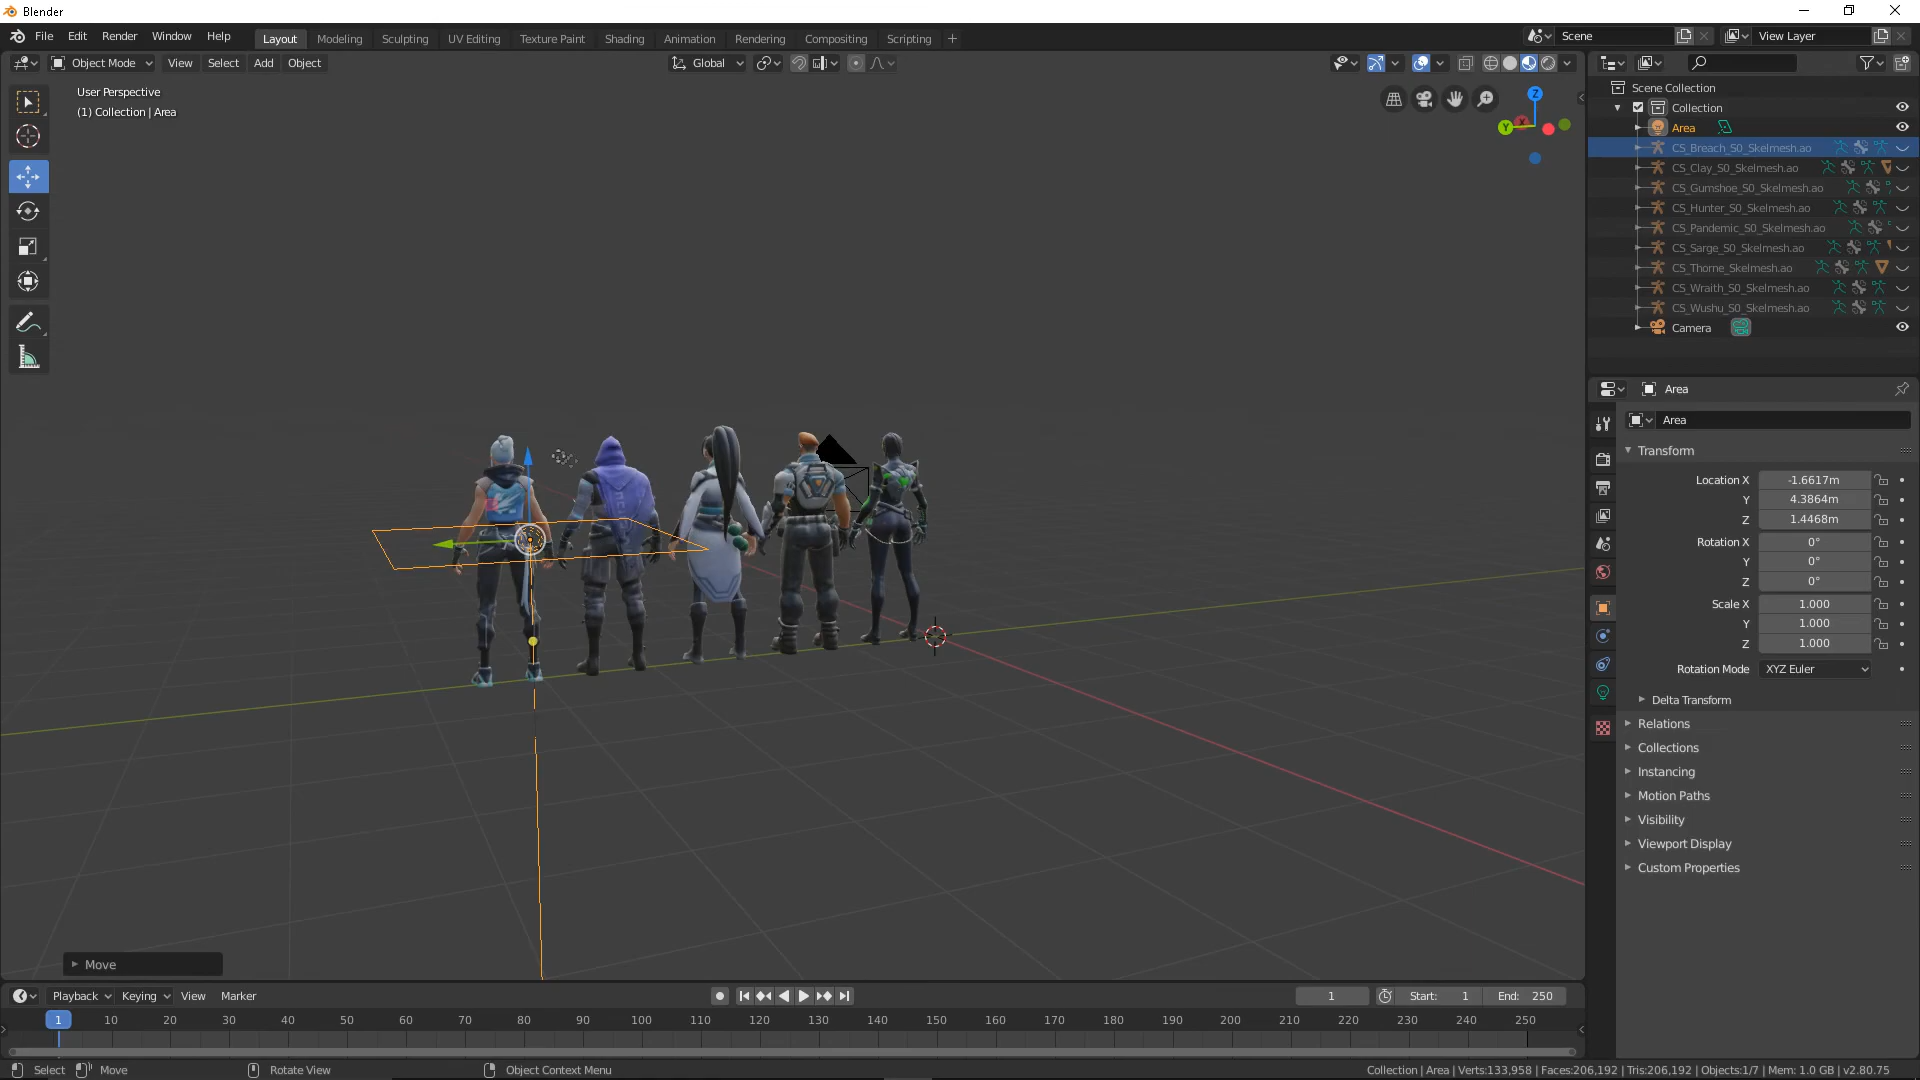 Blender
File Edit Render Window Help
Layout Modeling Sculpting UV Editing Texture Paint Shading Animation Rendering Compositing Scripting +
Scene
View Layer
Object Mode View Select Add Object
Global
User Perspective
(1) Collection | Area
Z
Y
X
Scene Collection
Collection
Area
CS_Breach_S0_Skelmesh.ao
CS_Clay_S0_Skelmesh.ao
CS_Gumshoe_S0_Skelmesh.ao
CS_Hunter_S0_Skelmesh.ao
CS_Pandemic_S0_Skelmesh.ao
CS_Sarge_S0_Skelmesh.ao
CS_Thorne_Skelmesh.ao
CS_Wraith_S0_Skelmesh.ao
CS_Wushu_S0_Skelmesh.ao
Camera
Area
Area
Transform
Location X -1.6617m
Y 4.3864m
Z 1.4468m
Rotation X 0°
Y 0°
Z 0°
Scale X 1.000
Y 1.000
Z 1.000
Rotation Mode XYZ Euler
Delta Transform
Relations
Collections
Instancing
Motion Paths
Visibility
Viewport Display
Custom Properties
Move
Playback Keying View Marker
1 Start: 1 End: 250
1 10 20 30 40 50 60 70 80 90 100 110 120 130 140 150 160 170 180 190 200 210 220 230 240 250
Select Move Rotate View Object Context Menu
Collection | Area | Verts:133,958 | Faces:206,192 | Tris:206,192 | Objects:1/7 | Mem: 1.0 GB | v2.80.75